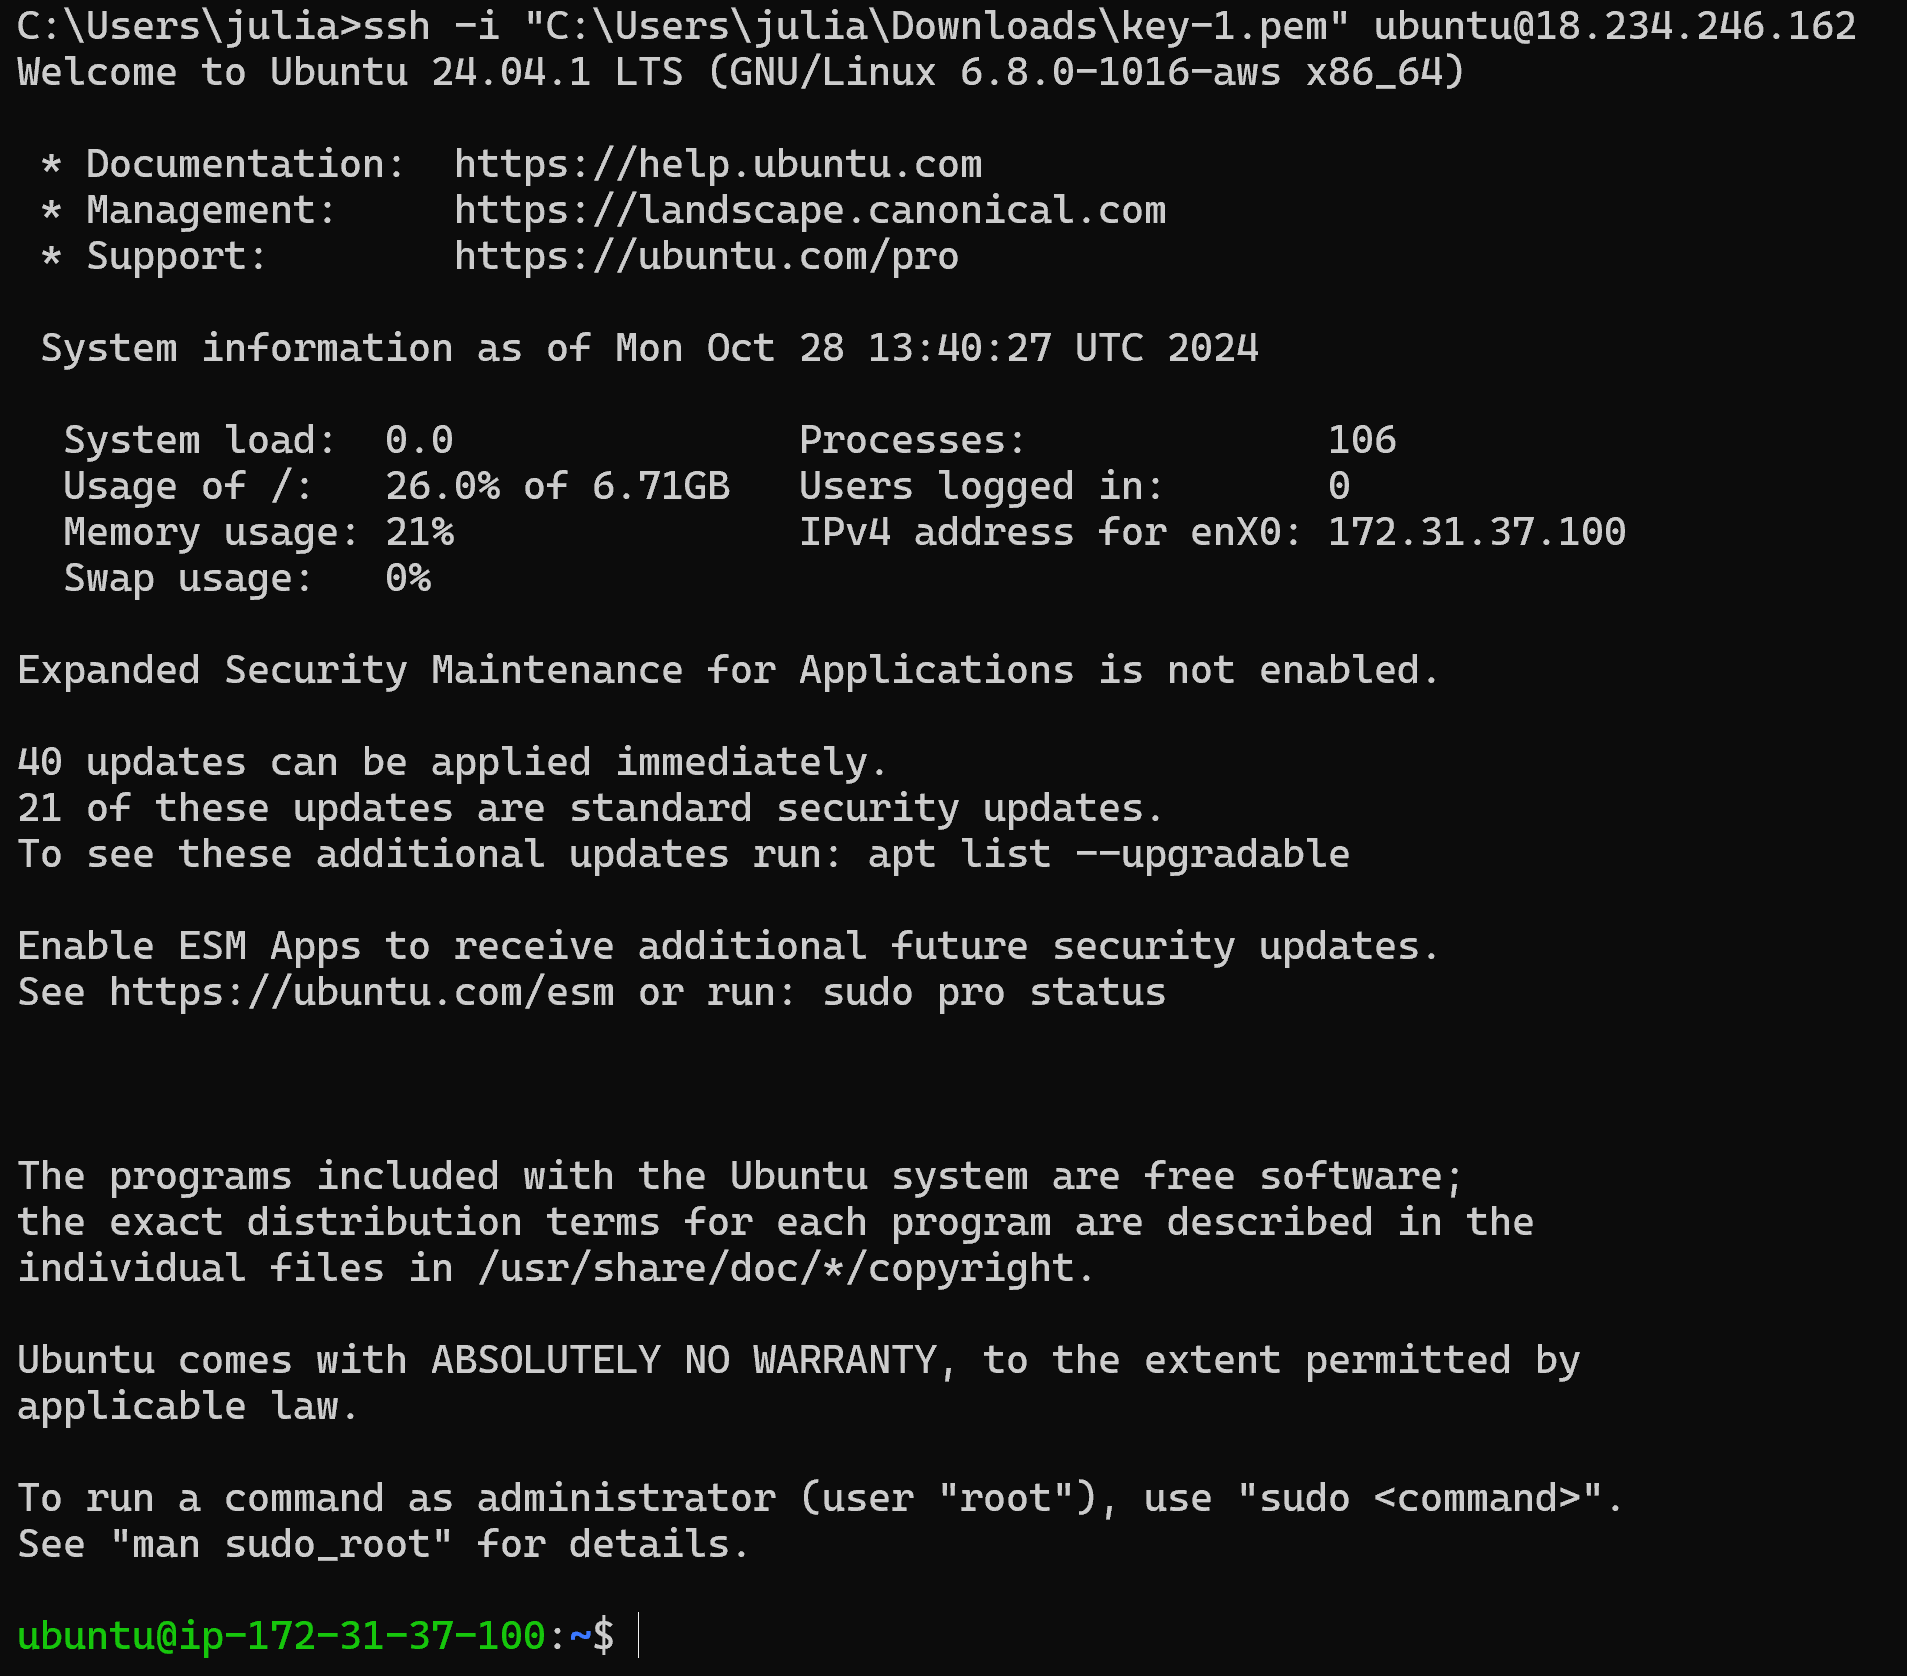 C:\Users\julia>ssh -i "C:\Users\julia\Downloads\key-1.pem" ubuntu@18.234.246.162
Welcome to Ubuntu 24.04.1 LTS (GNU/Linux 6.8.0-1016-aws x86_64)
* Documentation:  https://help.ubuntu.com
* Management:     https://landscape.canonical.com
* Support:        https://ubuntu.com/pro
System information as of Mon Oct 28 13:40:27 UTC 2024
System load:  0.0               Processes:             106
Usage of /:   26.0% of 6.71GB   Users logged in:       0
Memory usage: 21%               IPv4 address for enX0: 172.31.37.100
Swap usage:   0%
Expanded Security Maintenance for Applications is not enabled.
40 updates can be applied immediately.
21 of these updates are standard security updates.
To see these additional updates run: apt list --upgradable
Enable ESM Apps to receive additional future security updates.
See https://ubuntu.com/esm or run: sudo pro status
The programs included with the Ubuntu system are free software;
the exact distribution terms for each program are described in the
individual files in /usr/share/doc/*/copyright.
Ubuntu comes with ABSOLUTELY NO WARRANTY, to the extent permitted by
applicable law.
To run a command as administrator (user "root"), use "sudo <command>".
See "man sudo_root" for details.
ubuntu@ip-172-31-37-100:~$